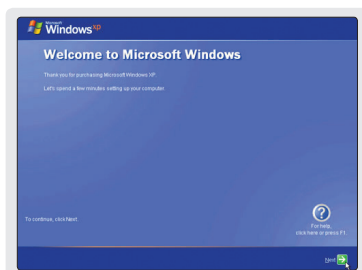 Microsoft
Windows xp
Welcome to Microsoft Windows
Thank you for purchasing Microsoft Windows XP.
Let's spend a few minutes setting up your computer.
To continue, click Next.
?
For help,
click here or press F1.
Next